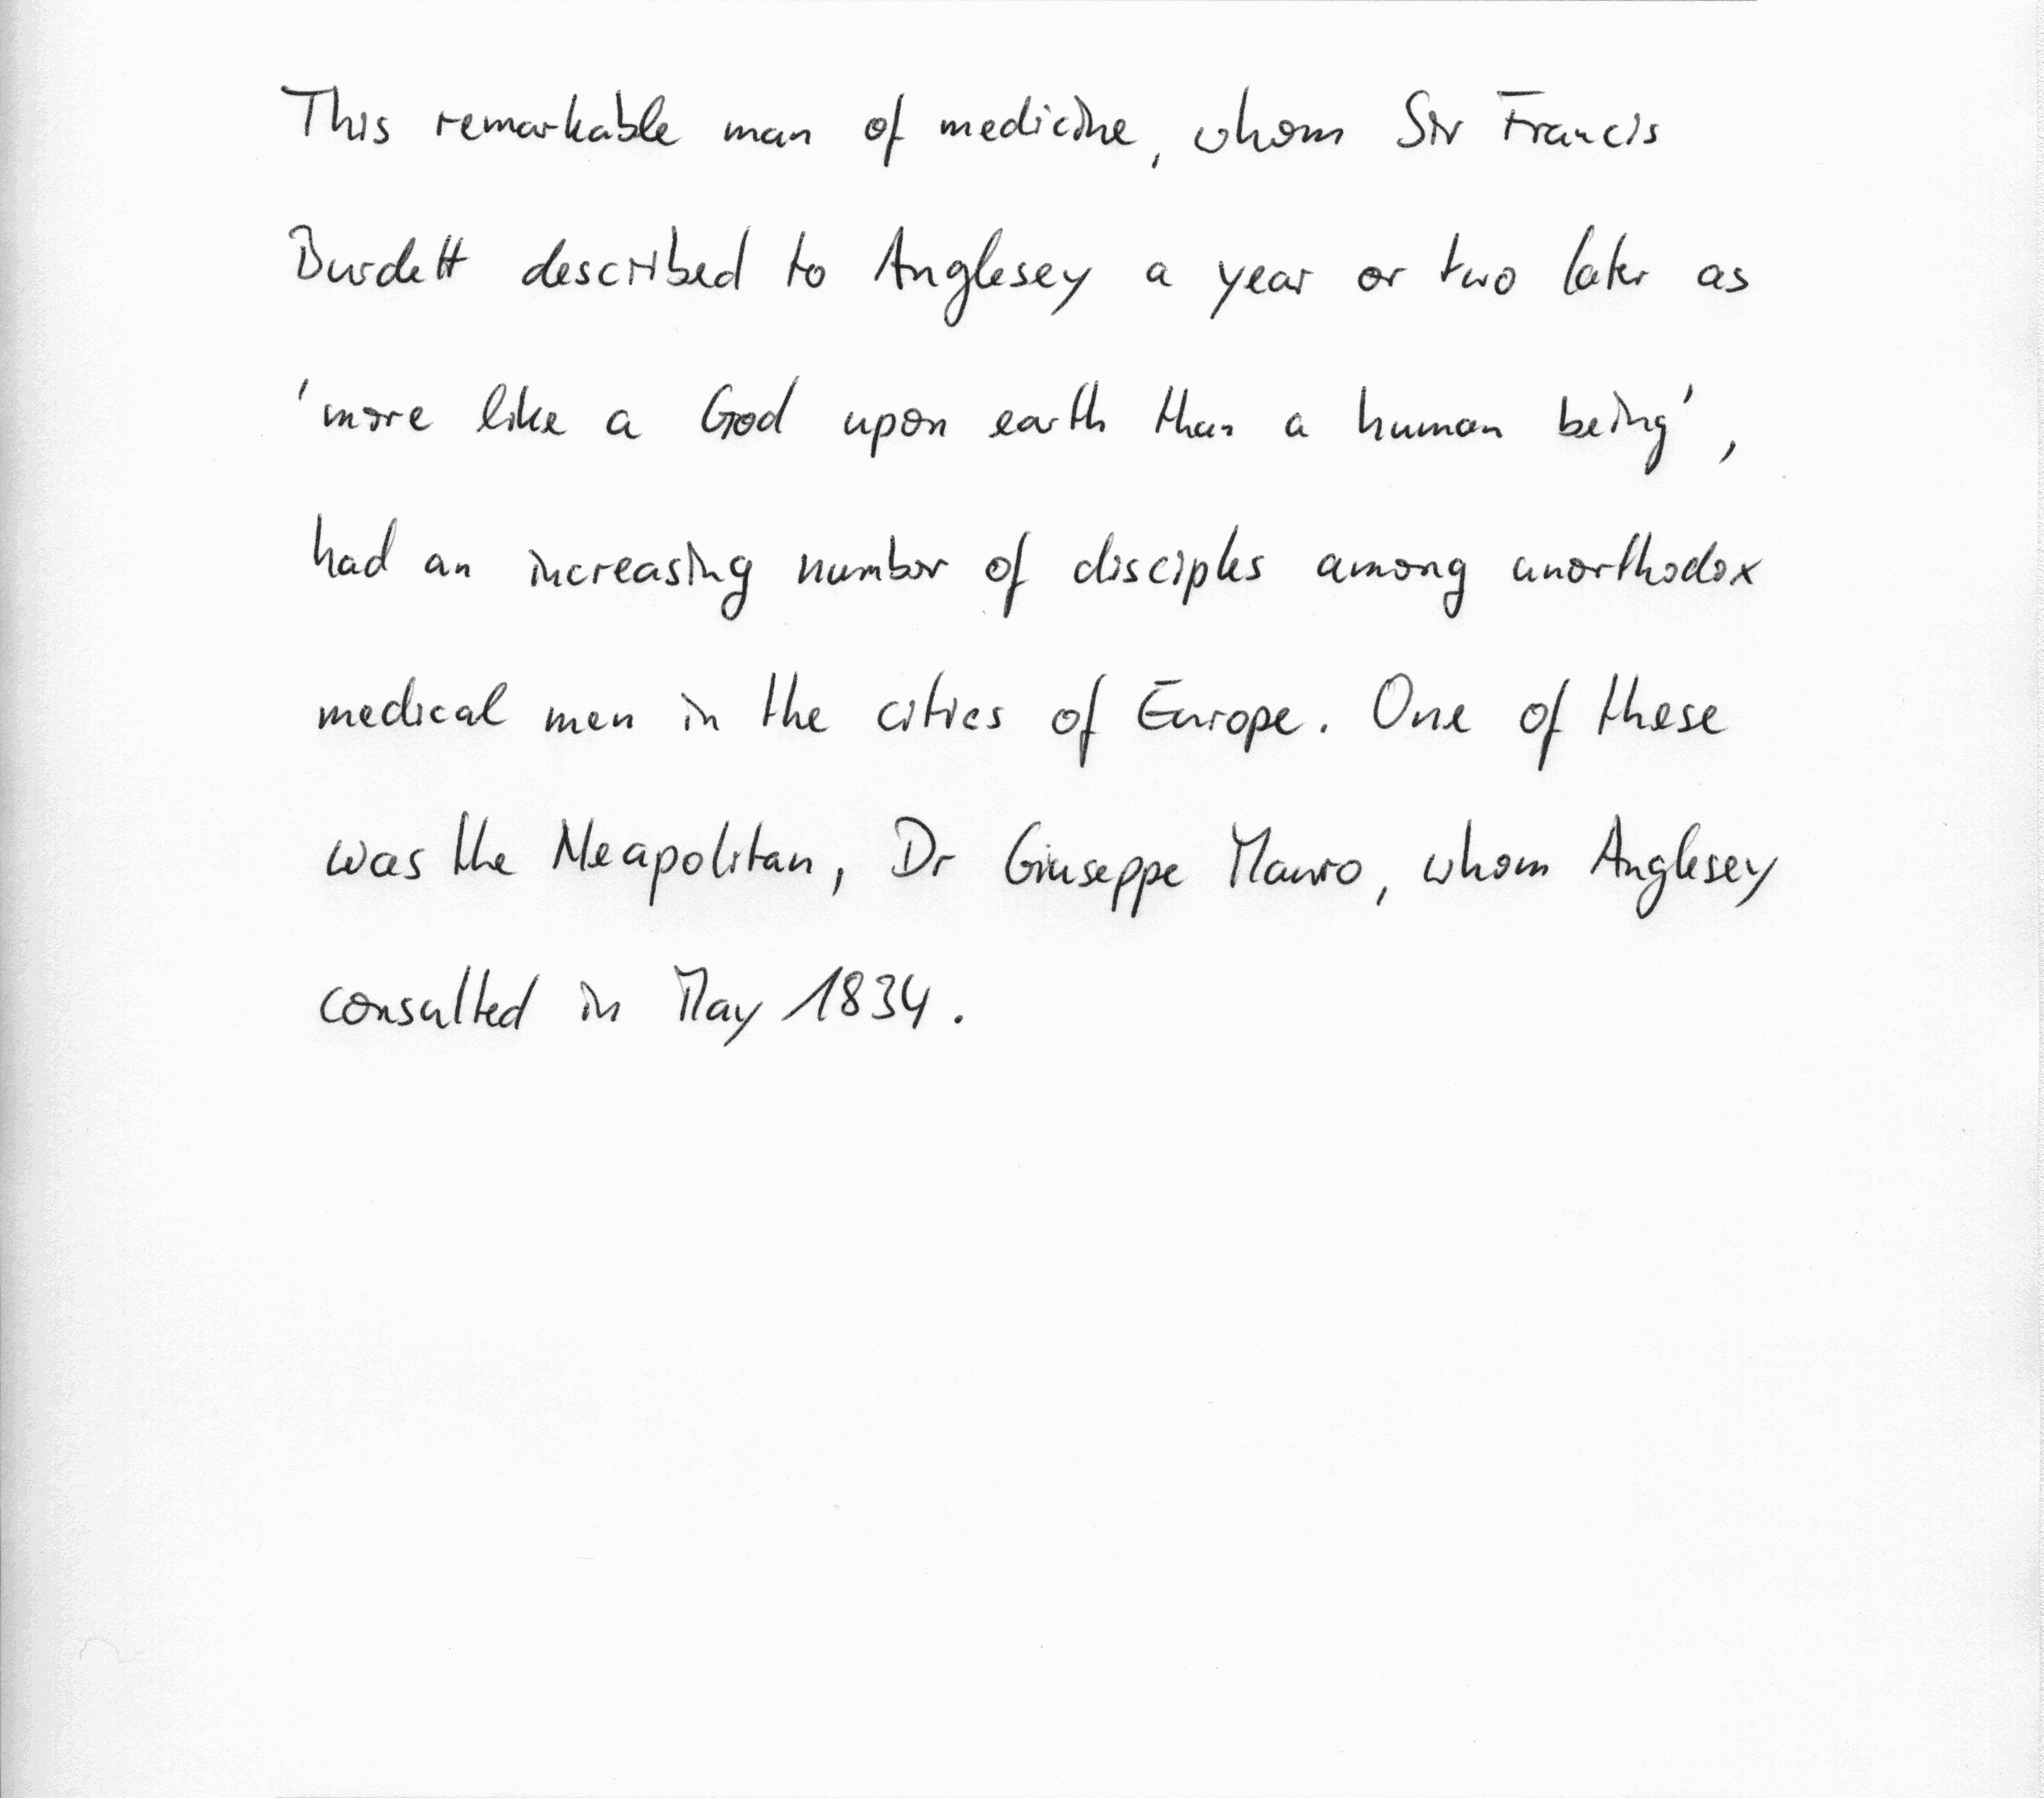 This remarkable man of medicine, whom Sir Francis
Burdett described to Anglesey a year or two later as
'more like a God upon earth than a human being',
had an increasing number of disciples among unorthodox
medical men in the cities of Europe. One of these
was the Neapolitan, Dr Giuseppe Mauro, whom Anglesey
consulted in May 1834.